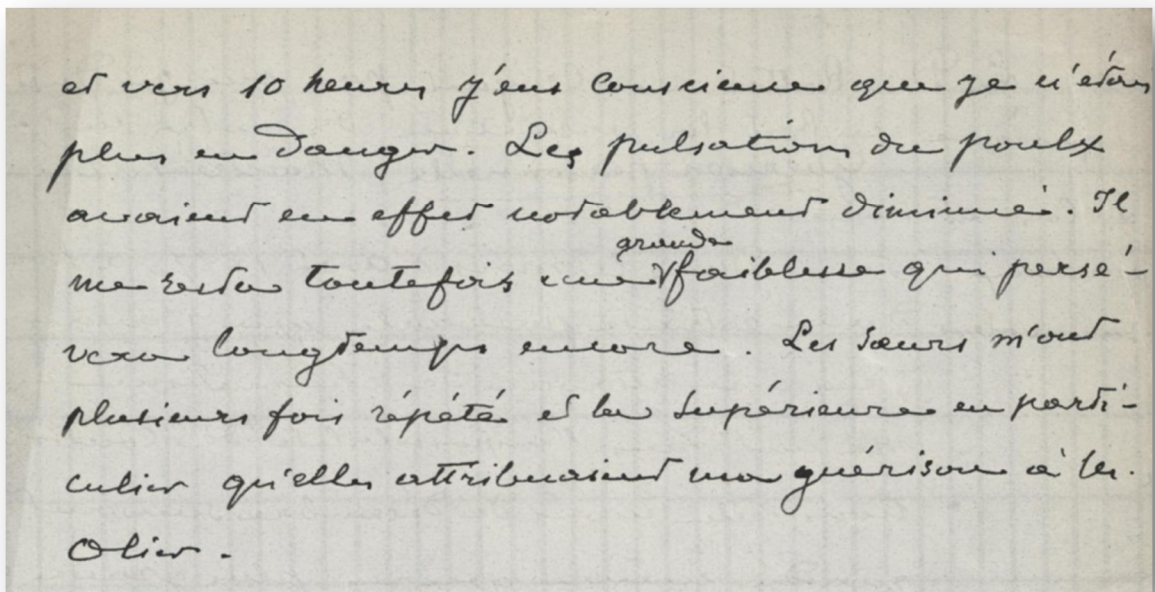 et vers 10 heures j'eus conscience que je n'étais
plus en danger. Les pulsations du poulx
avaient en effet notablement diminué. Il
grande
me resta toutefois une faiblesse qui persé-
vera longtemps encore. Les Sœurs m'ont
plusieurs fois répété et la Supérieure en parti-
culier qu'elles attribuaient ma guérison à
Olier.